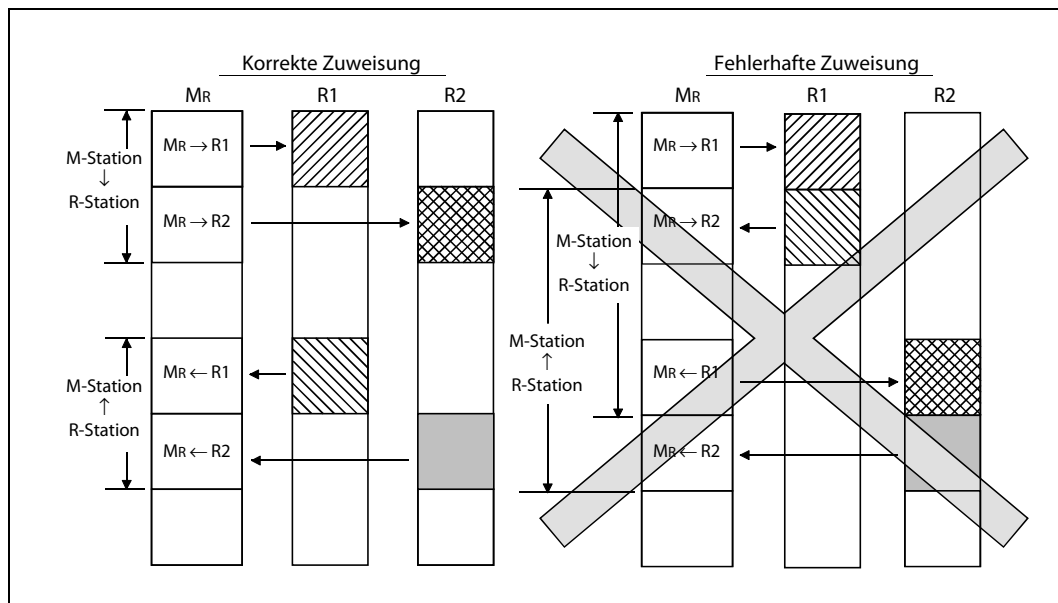 Korrekte Zuweisung
MR R1 R2
M-Station
↓
R-Station
MR → R1
MR → R2
M-Station
↑
R-Station
MR ← R1
MR ← R2
Fehlerhafte Zuweisung
MR R1 R2
MR → R1
MR → R2
M-Station
↓
R-Station
M-Station
↑
R-Station
MR ← R1
MR ← R2